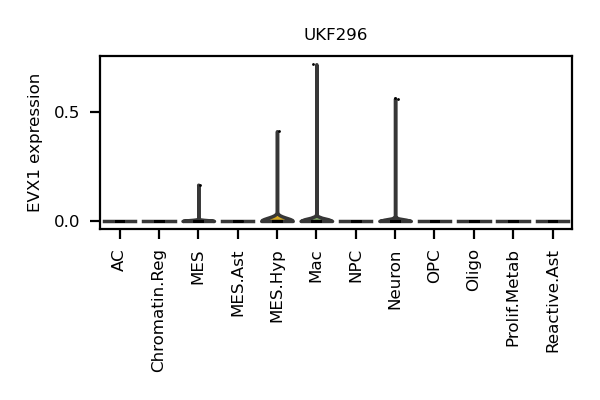 UKF296
EVX1 expression
0.5
0.0
AC
Chromatin.Reg
MES
MES.Ast
MES.Hyp
Mac
NPC
Neuron
OPC
Oligo
Prolif.Metab
Reactive.Ast